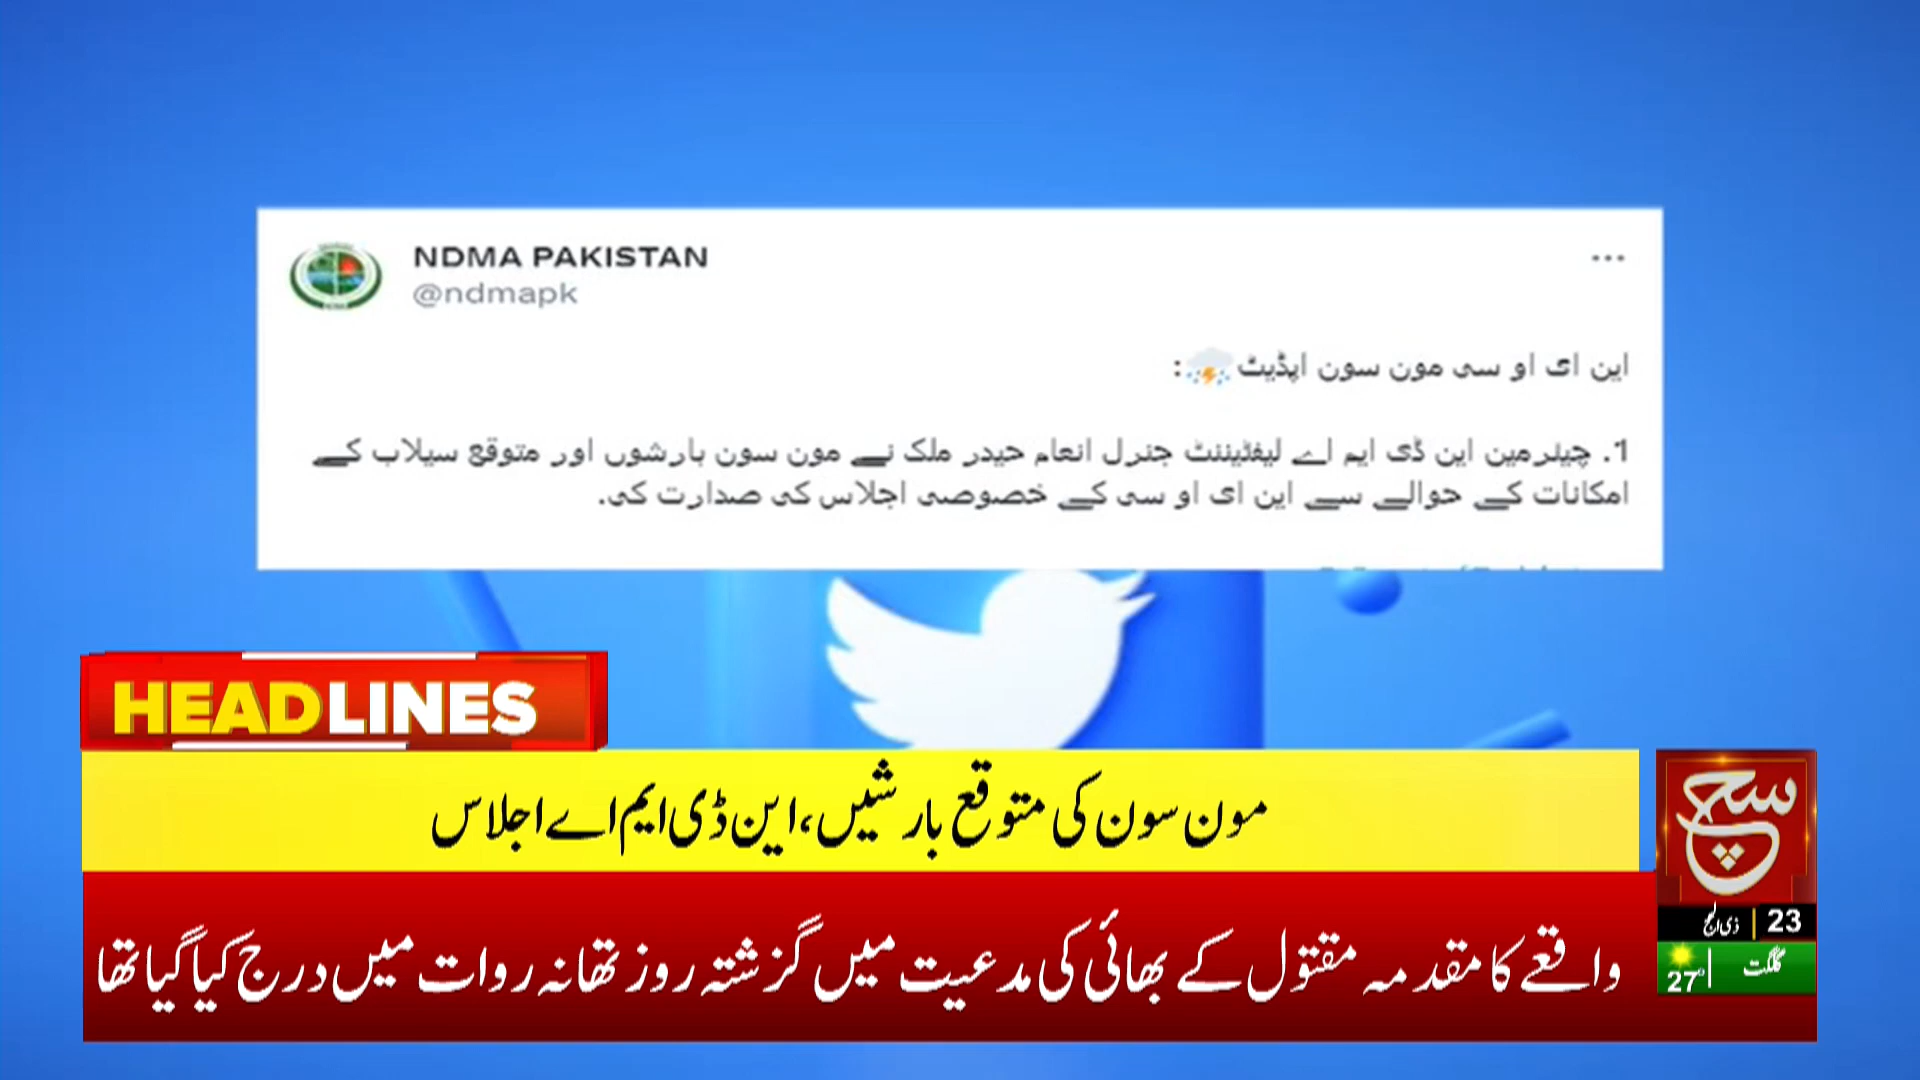 NDMA PAKISTAN
@ndmapk
این ای او سی مون سون اپڈیٹ⛈️:
1. چیئرمین این ڈی ایم اے لیفٹیننٹ جنرل انعام حیدر ملک نے مون سون بارشوں اور متوقع سیلاب کے
امکانات کے حوالے سے این ای او سی کے خصوصی اجلاس کی صدارت کی۔
HEADLINES
مون سون کی متوقع بارشیں، این ڈی ایم اے اجلاس
سچ
23 ذی الحج
گلگت 27°
واقعے کا مقدمہ مقتول کے بھائی کی مدعیت میں گزشتہ روز تھانہ روات میں درج کیا گیا تھا